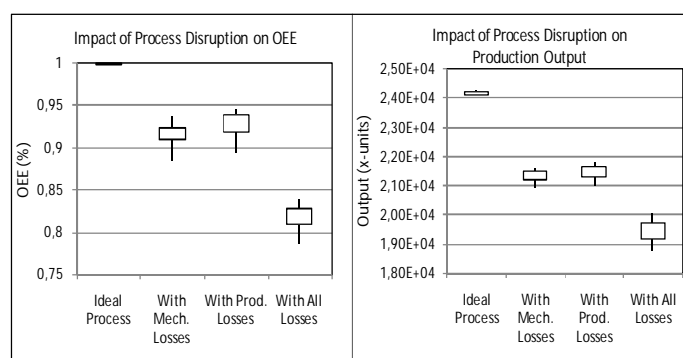 Impact of Process Disruption on OEE
1
0,95
0,9
0,85
0,8
0,75
OEE (%)
Ideal
Process
With
Mech.
Losses
With Prod.
Losses
With All
Losses
Impact of Process Disruption on
Production Output
2,50E+04
2,40E+04
2,30E+04
2,20E+04
2,10E+04
2,00E+04
1,90E+04
1,80E+04
Output (x-units)
Ideal
Process
With
Mech.
Losses
With
Prod.
Losses
With All
Losses